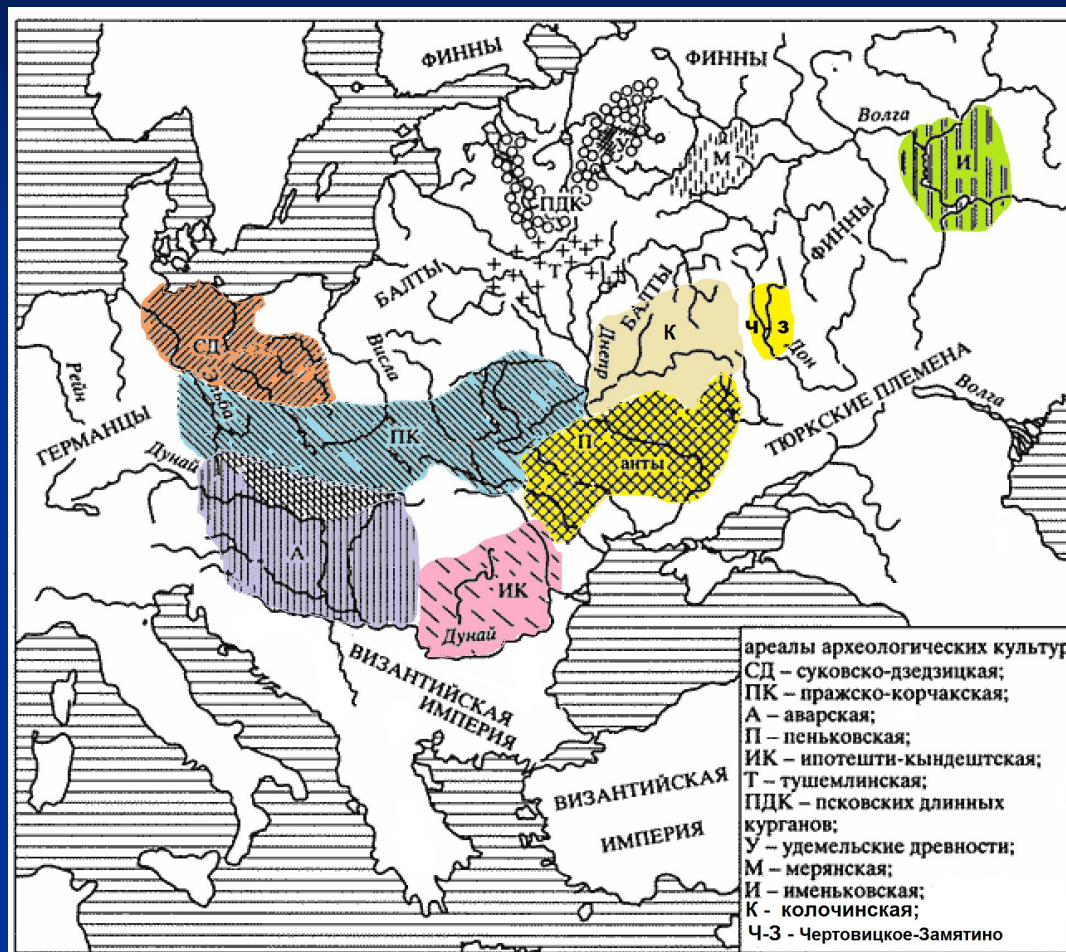 ФИННЫ
ФИННЫ
Волга
У
М
И
ПДК
ФИННЫ
БАЛТЫ
Т
БАЛТЫ
К
Ч-З
Днепр
Дон
СД
Висла
Рейн
Эльба
ТЮРКСКИЕ ПЛЕМЕНА
Волга
ГЕРМАНЦЫ
ПК
П
анты
Дунай
А
ИК
Дунай
ВИЗАНТИЙСКАЯ
ИМПЕРИЯ
ВИЗАНТИЙСКАЯ
ИМПЕРИЯ
ареалы археологических культур
СД – суковско-дзедзицкая;
ПК – пражско-корчакская;
А – аварская;
П – пеньковская;
ИК – ипотешти-кындештская;
Т – тушемлинская;
ПДК – псковских длинных
курганов;
У – удемельские древности;
М – мерянская;
И – именьковская;
К - колочинская;
Ч-З - Чертовицкое-Замятино